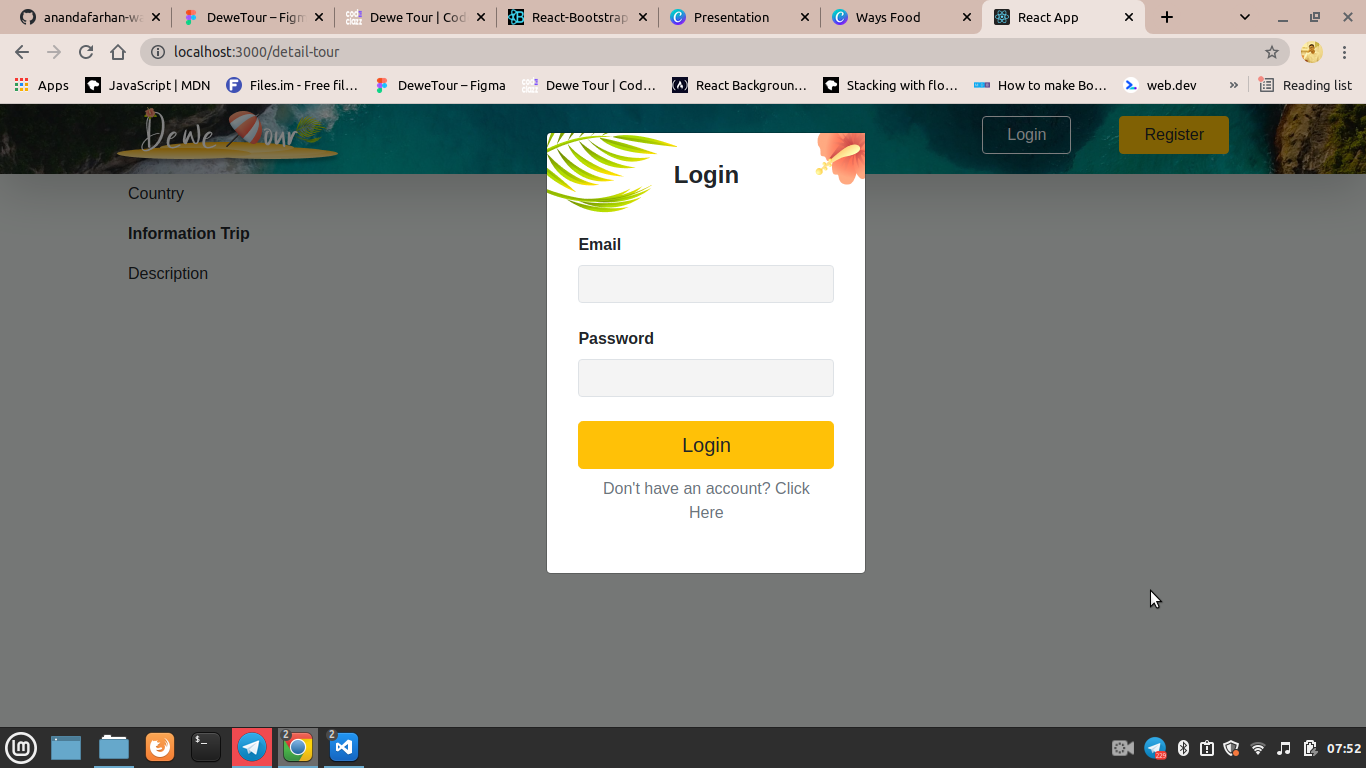 anandafarhan-wa
DeweTour – Figm
Dewe Tour | Cod
React-Bootstrap
Presentation
Ways Food
React App
localhost:3000/detail-tour
Apps
JavaScript | MDN
Files.im - Free fil…
DeweTour – Figma
Dewe Tour | Cod…
React Backgroun…
Stacking with flo…
How to make Bo…
web.dev
»
Reading list
Dewe Tour
Login
Register
Country
Information Trip
Description
Login
Email
Password
Login
Don't have an account? Click
Here
2
2
229
07:52